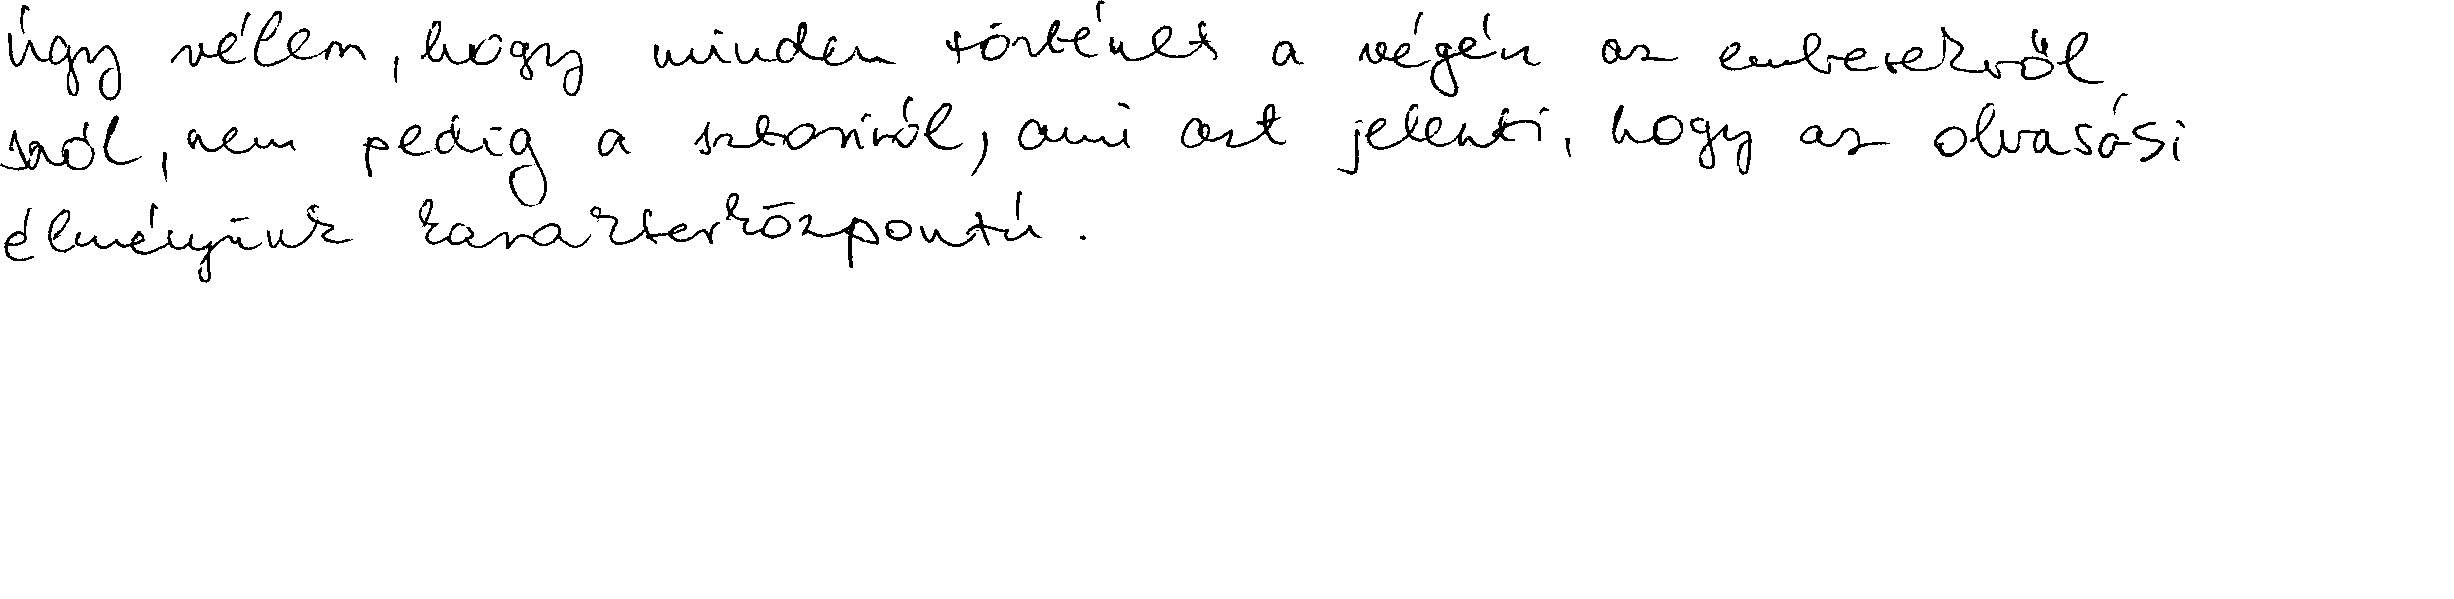 Úgy vélem, hogy minden történet a végén az emberekről
szól, nem pedig a sztoriról, ami azt jelenti, hogy az olvasási
élményünk karakterközpontú.